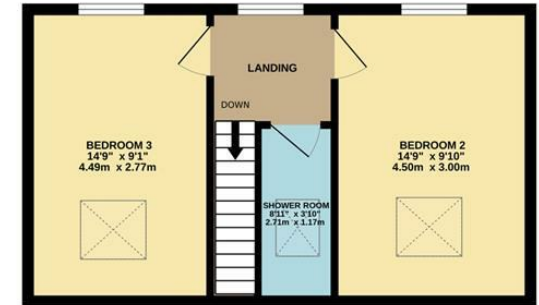 LANDING
DOWN
BEDROOM 3
14'9" x 9'1"
4.49m x 2.77m
BEDROOM 2
14'9" x 9'10"
4.50m x 3.00m
SHOWER ROOM
8'11" x 3'10"
2.71m x 1.17m